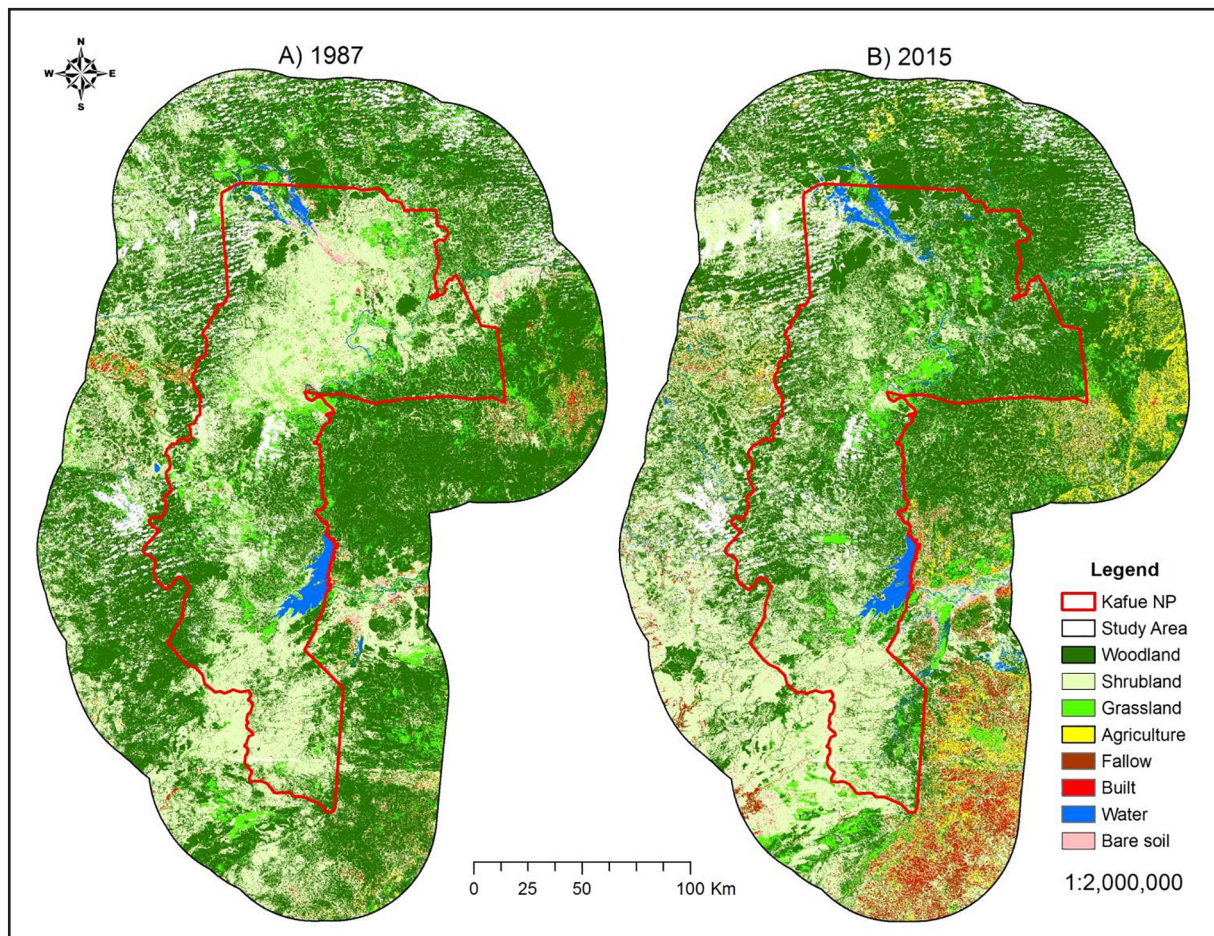 A) 1987
B) 2015
N
W E
S
Legend
Kafue NP
Study Area
Woodland
Shrubland
Grassland
Agriculture
Fallow
Built
Water
Bare soil
0 25 50 100 Km
1:2,000,000